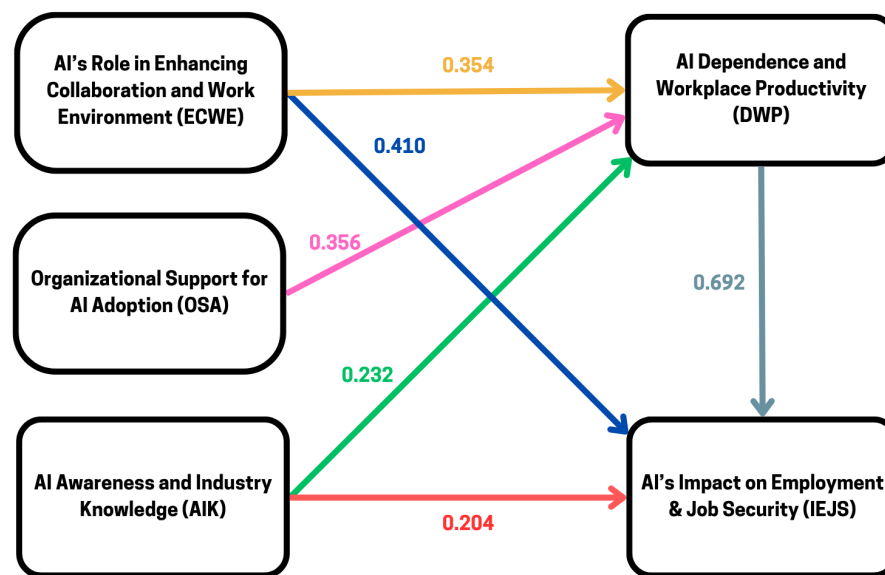 AI’s Role in Enhancing
Collaboration and Work
Environment (ECWE)
0.354
AI Dependence and
Workplace Productivity
(DWP)
0.410
0.356
Organizational Support for
AI Adoption (OSA)
0.692
0.232
AI Awareness and Industry
Knowledge (AIK)
0.204
AI’s Impact on Employment
& Job Security (IEJS)